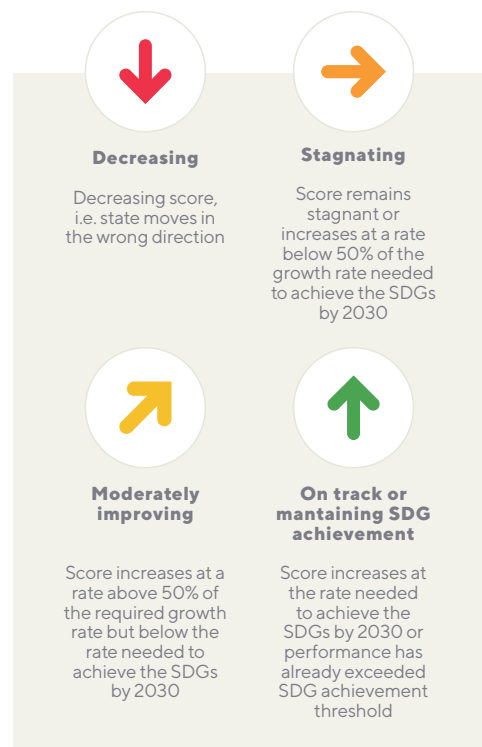 Decreasing
Decreasing score,
i.e. state moves in
the wrong direction
Stagnating
Score remains
stagnant or
increases at a rate
below 50% of the
growth rate needed
to achieve the SDGs
by 2030
Moderately
improving
Score increases at a
rate above 50% of
the required growth
rate but below the
rate needed to
achieve the SDGs
by 2030
On track or
mantaining SDG
achievement
Score increases at
the rate needed
to achieve the
SDGs by 2030 or
performance has
already exceeded
SDG achievement
threshold